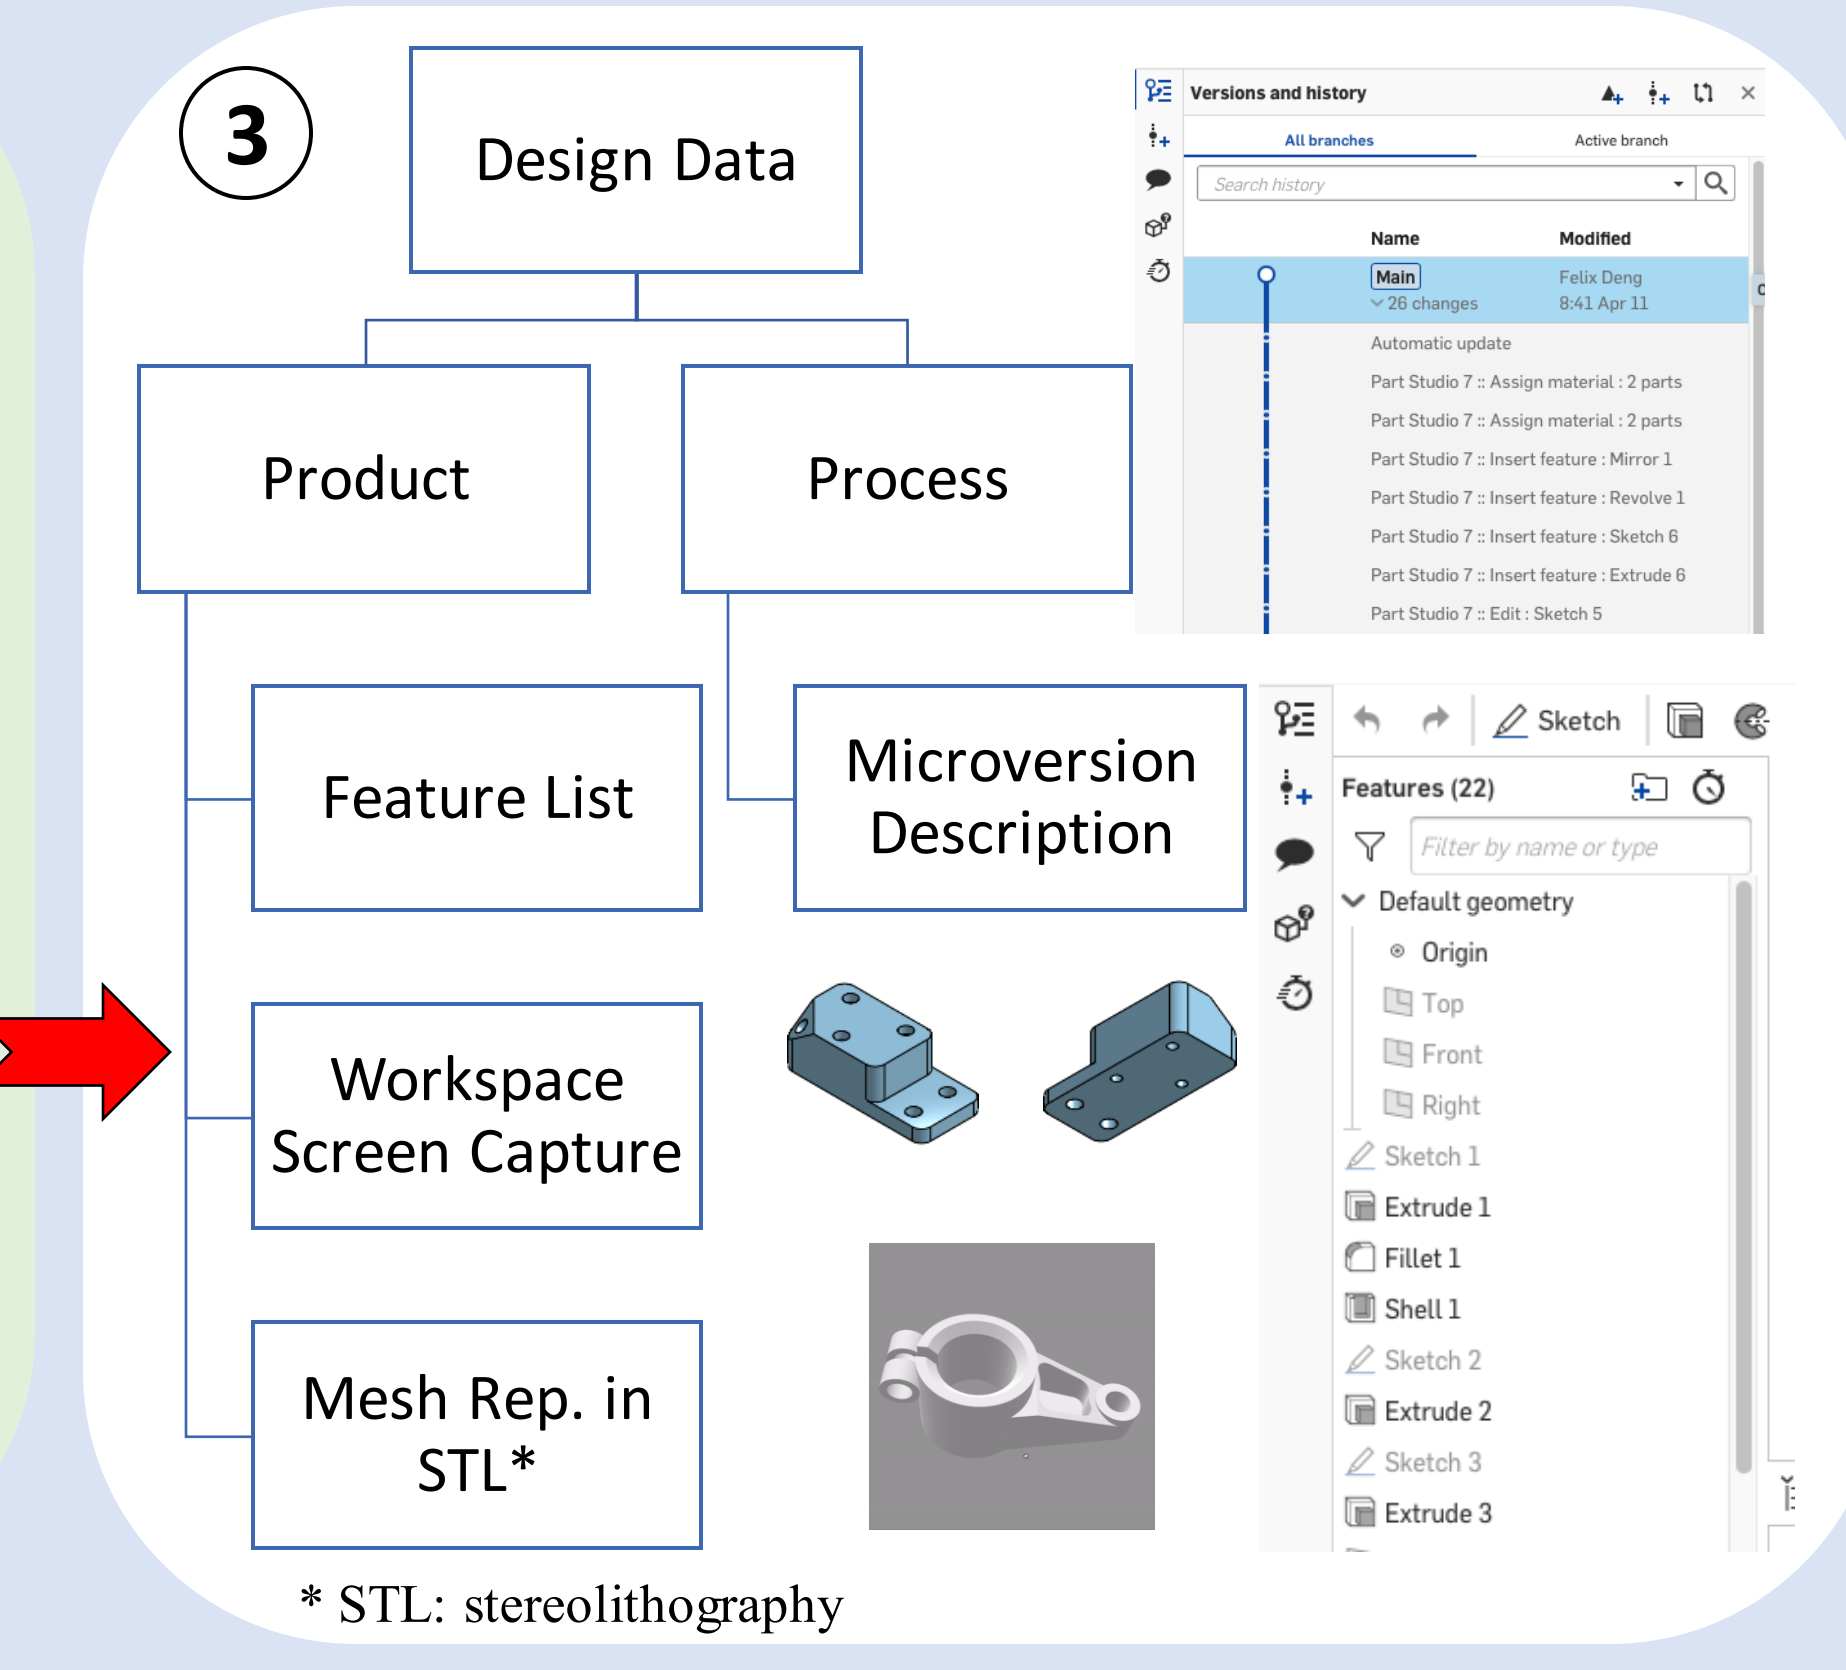 3
Design Data
Product
Process
Feature List
Microversion
Description
Workspace
Screen Capture
Mesh Rep. in
STL*
* STL: stereolithography
Versions and history
All branches
Active branch
Search history
Name
Modified
Main
Felix Deng
26 changes
8:41 Apr 11
Automatic update
Part Studio 7 :: Assign material : 2 parts
Part Studio 7 :: Assign material : 2 parts
Part Studio 7 :: Insert feature : Mirror 1
Part Studio 7 :: Insert feature : Revolve 1
Part Studio 7 :: Insert feature : Sketch 6
Part Studio 7 :: Insert feature : Extrude 6
Part Studio 7 :: Edit : Sketch 5
Sketch
Features (22)
Filter by name or type
Default geometry
Origin
Top
Front
Right
Sketch 1
Extrude 1
Fillet 1
Shell 1
Sketch 2
Extrude 2
Sketch 3
Extrude 3